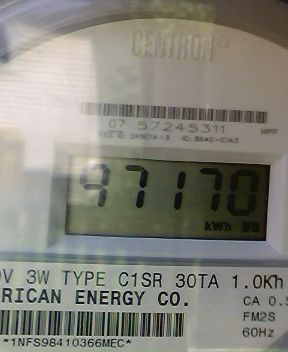 CENTRON
07 57245311
97170
kWh
0V 3W TYPE C1SR 30TA 1.0Kh
RICAN ENERGY CO.
CA 0.5
FM2S
60Hz
*1NFS98410366MEC*